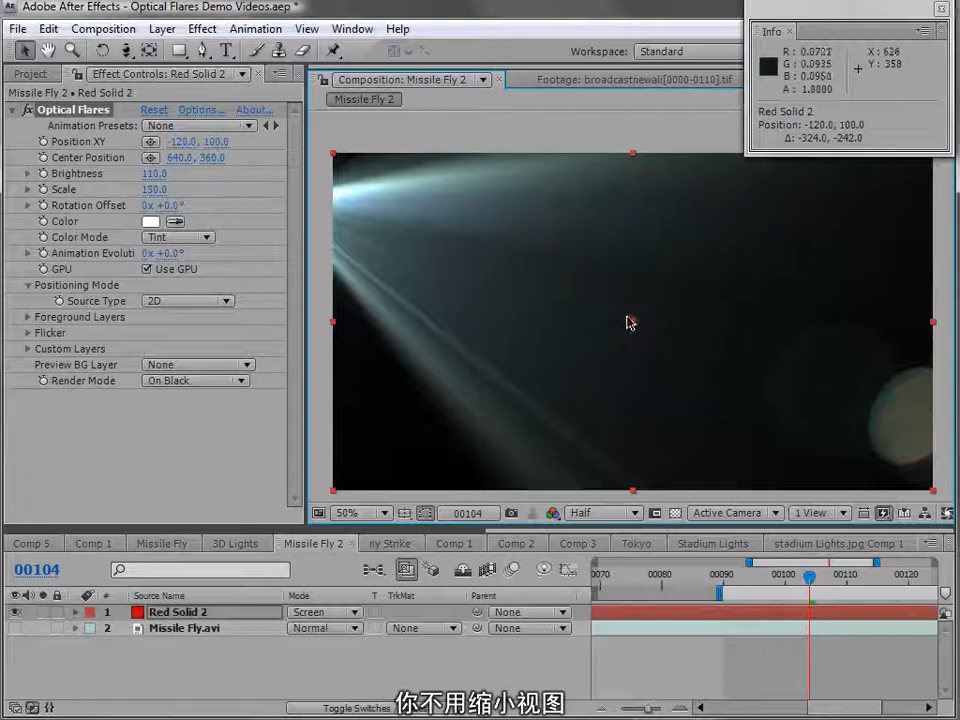 Adobe After Effects - Optical Flares Demo Videos.aep *
File Edit Composition Layer Effect Animation View Window Help
Workspace: Standard
Info
R : 0.0721 X : 626
G : 0.0935 Y : 358
B : 0.0968
A : 1.0000
Red Solid 2
Position: -120.0, 100.0
Δ: -324.0, -242.0
Project Effect Controls: Red Solid 2
Composition: Missile Fly 2 Footage: broadcastnewali[0000-0110].tif
Missile Fly 2 • Red Solid 2
Missile Fly 2
fx Optical Flares Reset Options... About...
Animation Presets: None
Position XY -120.0, 100.0
Center Position 640.0, 360.0
Brightness 110.0
Scale 150.0
Rotation Offset 0x +0.0°
Color
Color Mode Tint
Animation Evoluti 0x +0.0°
GPU Use GPU
Positioning Mode
Source Type 2D
Foreground Layers
Flicker
Custom Layers
Preview BG Layer None
Render Mode On Black
50% 00104 Half Active Camera 1 View
Comp 5 Comp 1 Missile Fly 3D Lights Missile Fly 2 ny Strike Comp 1 Comp 2 Comp 3 Tokyo Stadium Lights stadium Lights.jpg Comp 1
00104
0070 00080 00090 00100 00110 00120
# Source Name Mode T TrkMat Parent
1 Red Solid 2 Screen None
2 Missile Fly.avi Normal None None
Toggle Switches
你不用缩小视图